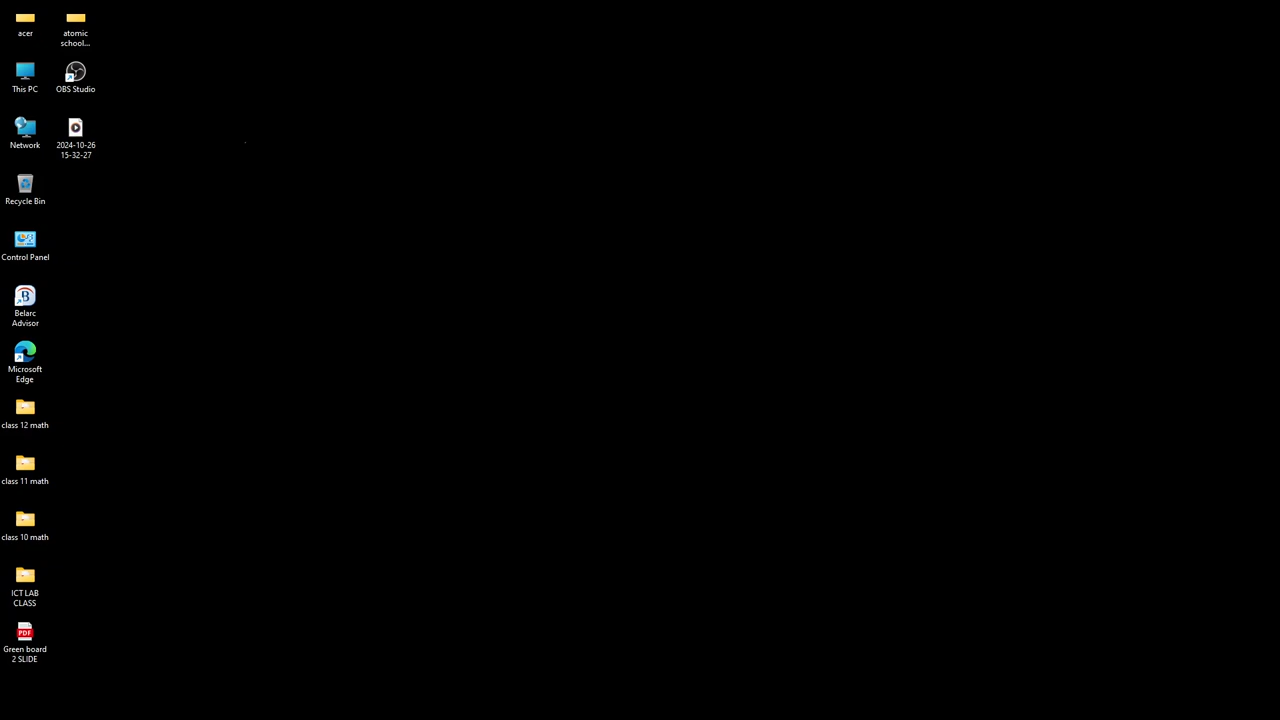 acer
This PC
Network
Recycle Bin
Control Panel
Belarc
Advisor
Microsoft
Edge
class 12 math
class 11 math
class 10 math
ICT LAB
CLASS
PDF
Green board
2 SLIDE
atomic
school...
OBS Studio
2024-10-26
15-32-27